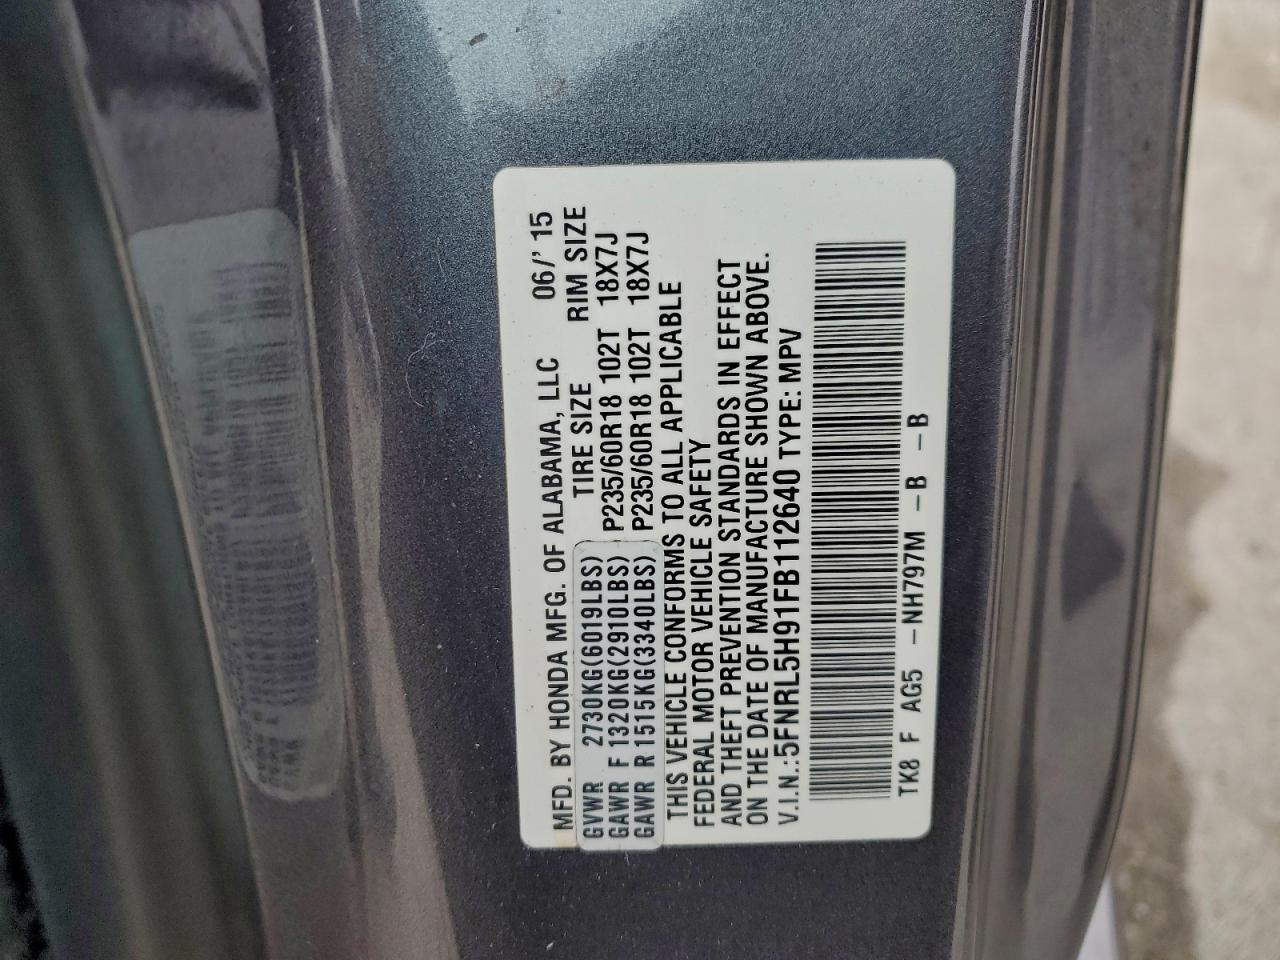 MFD. BY HONDA MFG. OF ALABAMA, LLC 06/' 15
TIRE SIZE RIM SIZE
GVWR 2730KG(6019LBS)
GAWR F 1320KG(2910LBS) P235/60R18 102T 18X7J
GAWR R 1515KG(3340LBS) P235/60R18 102T 18X7J
THIS VEHICLE CONFORMS TO ALL APPLICABLE
FEDERAL MOTOR VEHICLE SAFETY
AND THEFT PREVENTION STANDARDS IN EFFECT
ON THE DATE OF MANUFACTURE SHOWN ABOVE.
V.I.N.:5FNRL5H91FB112640 TYPE: MPV
TK8 F AG5 -NH797M -B -B